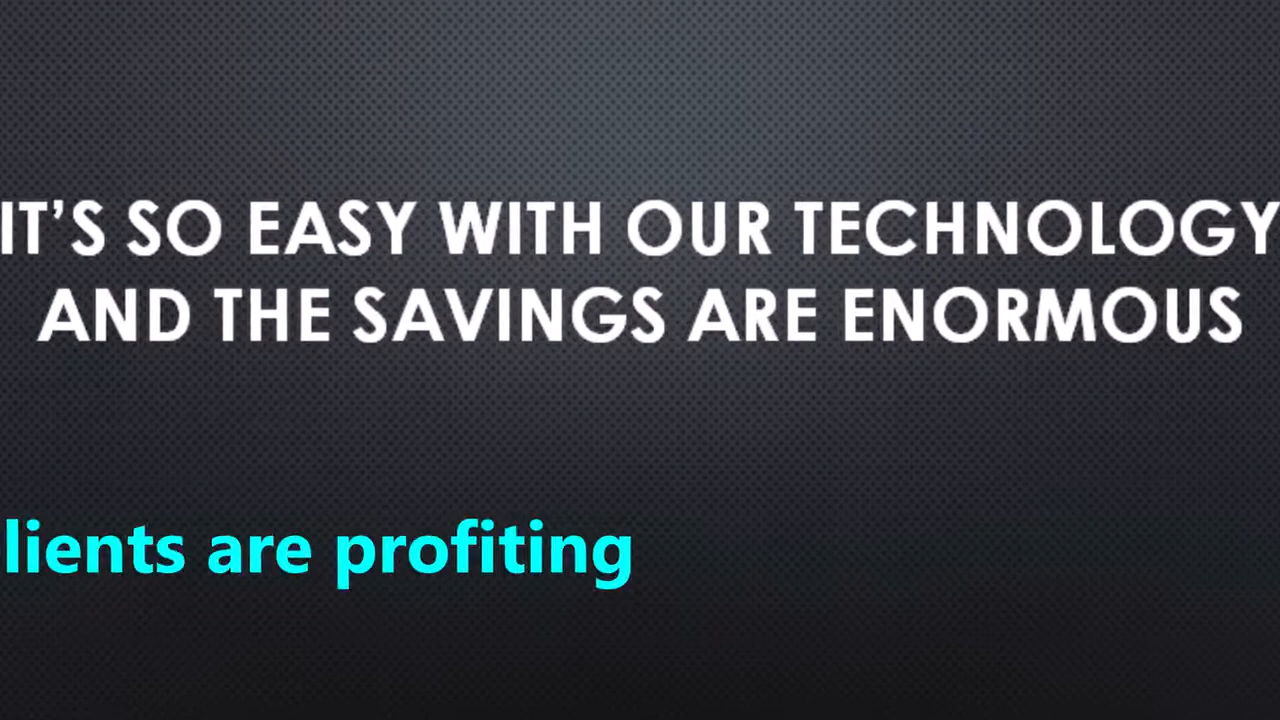 IT'S SO EASY WITH OUR TECHNOLOGY
AND THE SAVINGS ARE ENORMOUS
lients are profiting